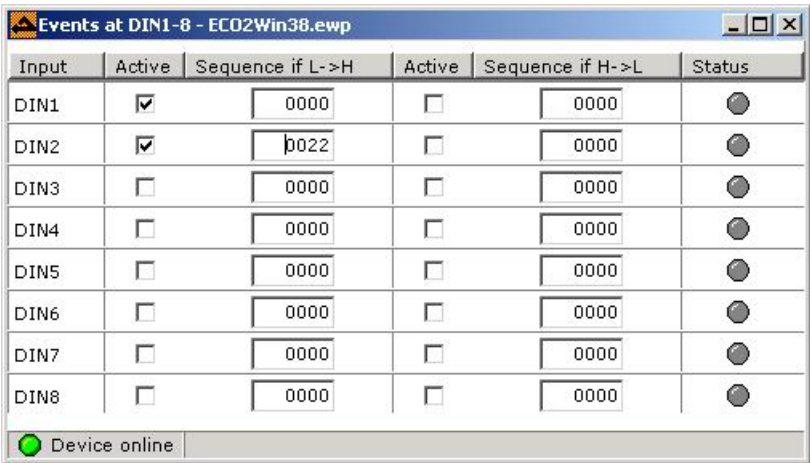 Events at DIN1-8 - ECO2Win38.ewp
Input Active Sequence if L->H Active Sequence if H->L Status
DIN1 0000 0000
DIN2 0022 0000
DIN3 0000 0000
DIN4 0000 0000
DIN5 0000 0000
DIN6 0000 0000
DIN7 0000 0000
DIN8 0000 0000
Device online